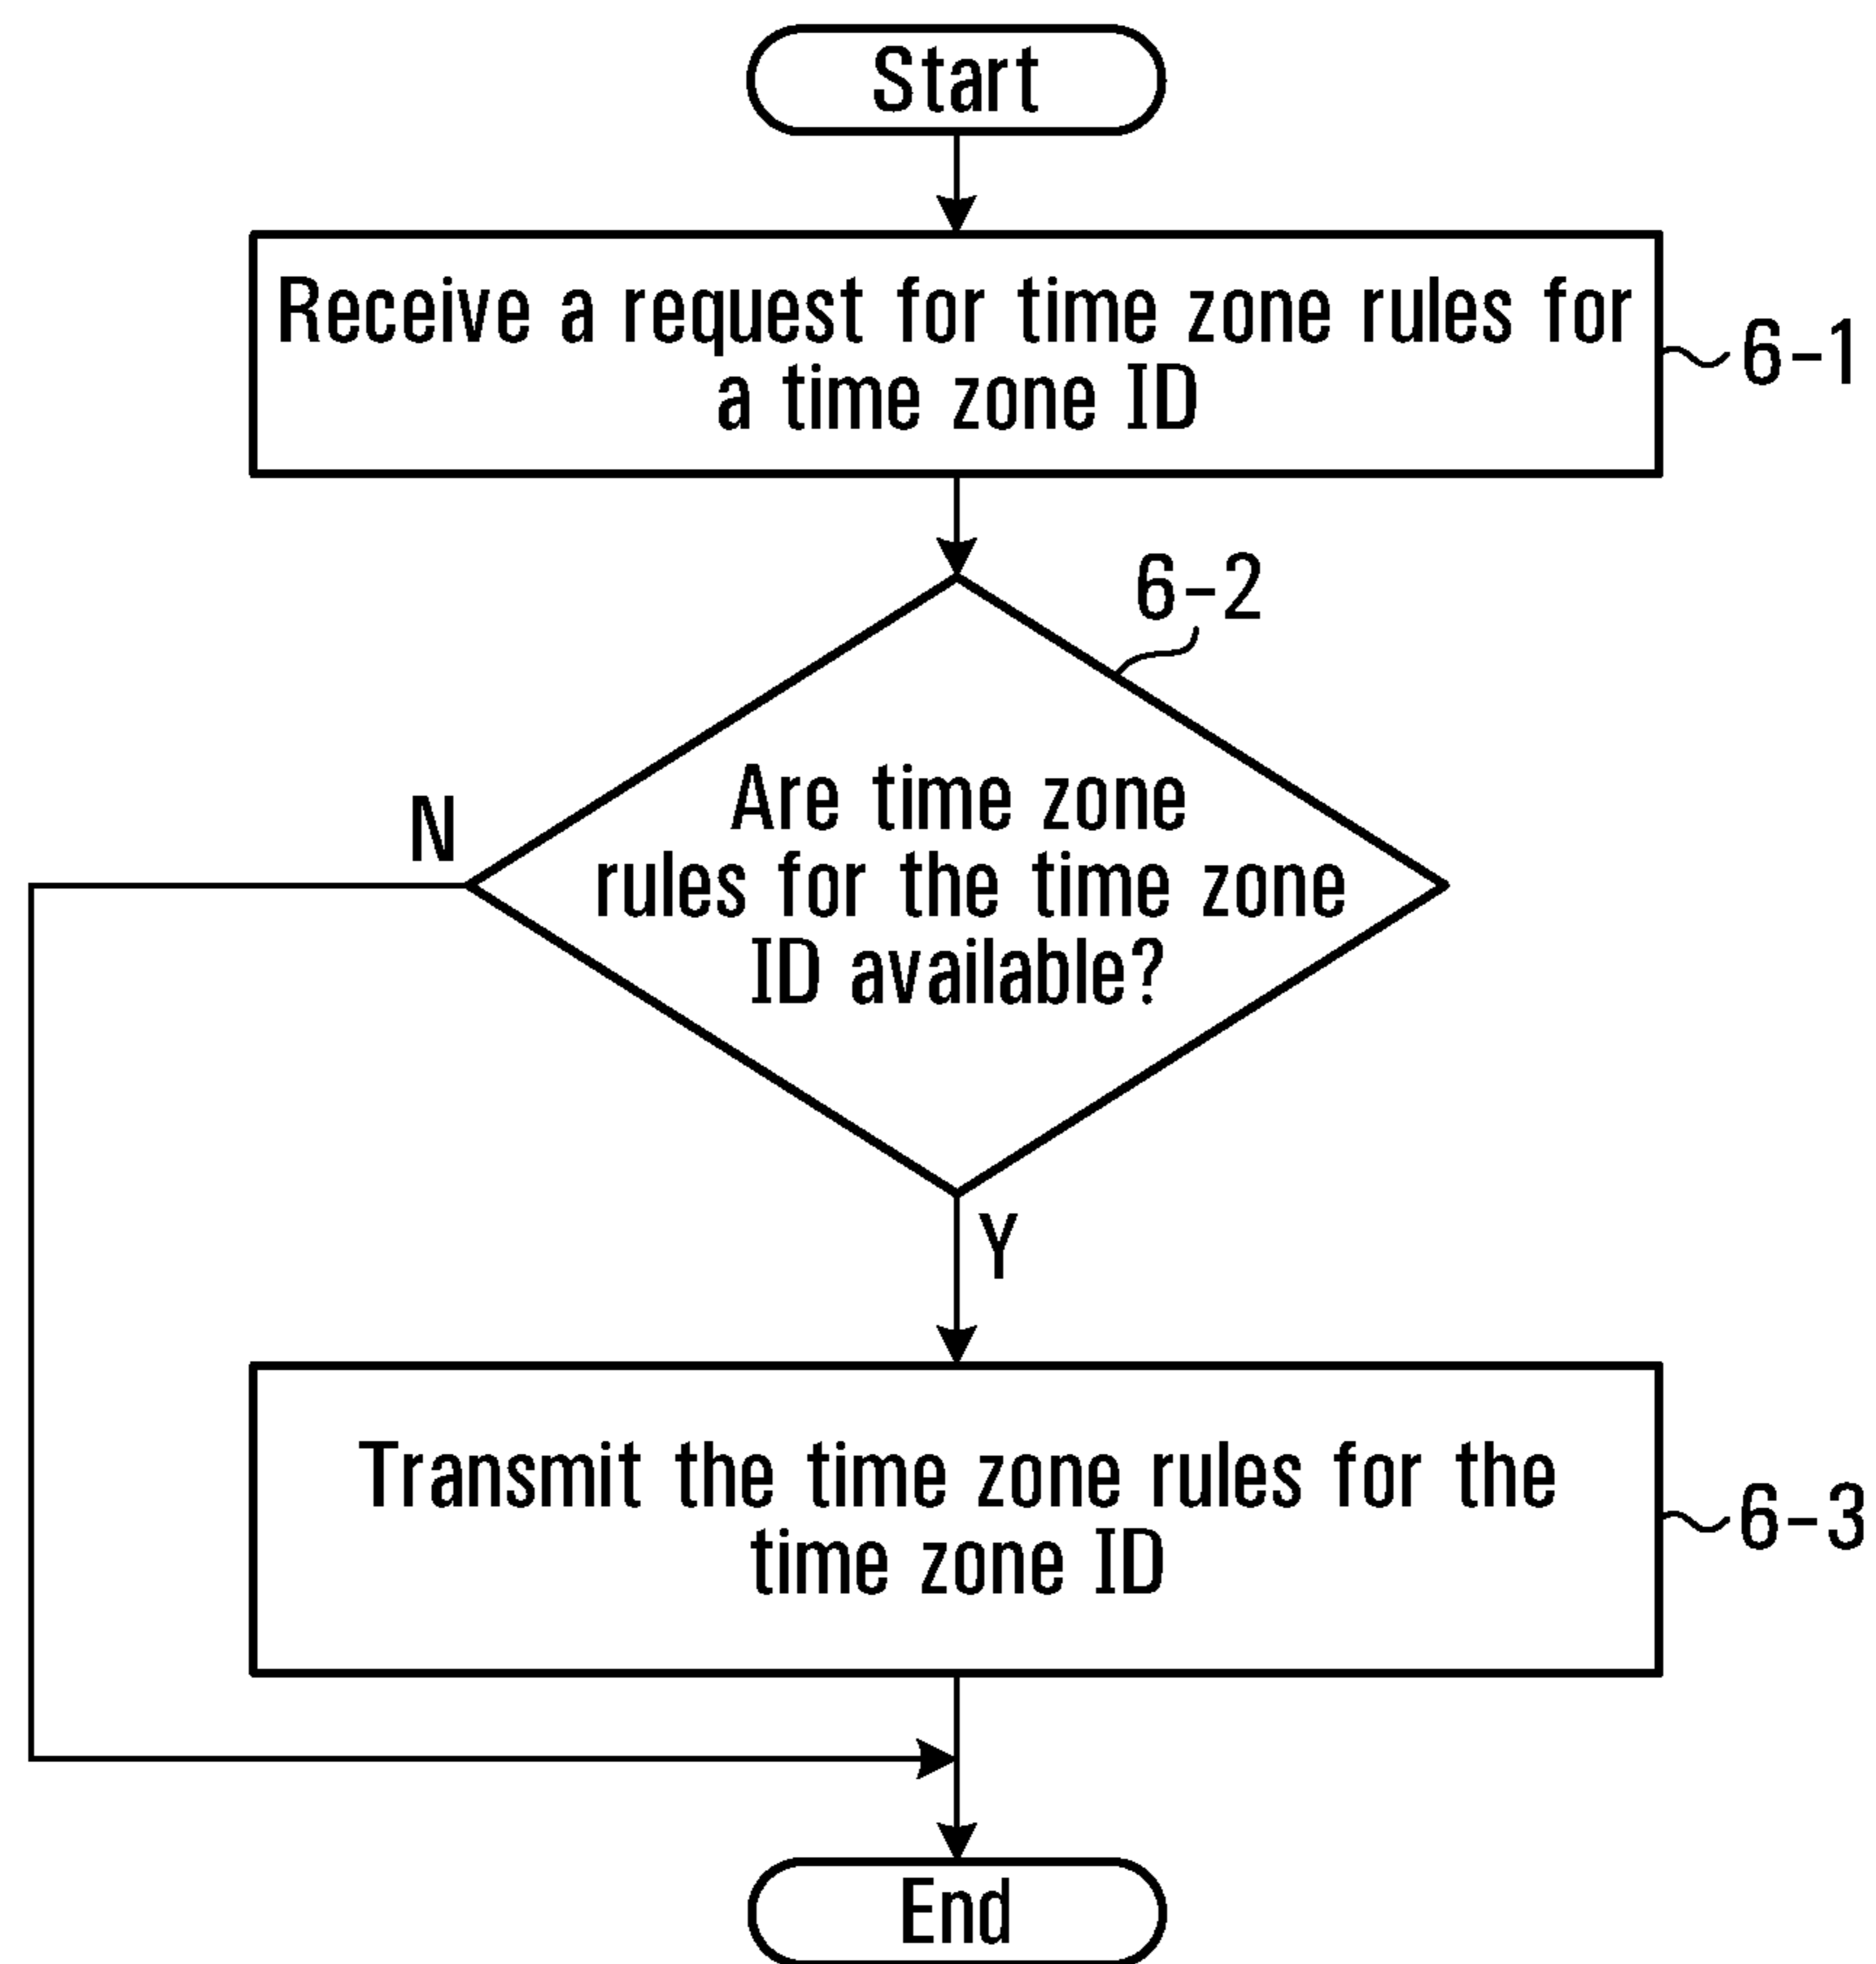 Start
Receive a request for time zone rules for
a time zone ID
6-1
6-2
Are time zone
rules for the time zone
ID available?
N
Y
Transmit the time zone rules for the
time zone ID
6-3
End